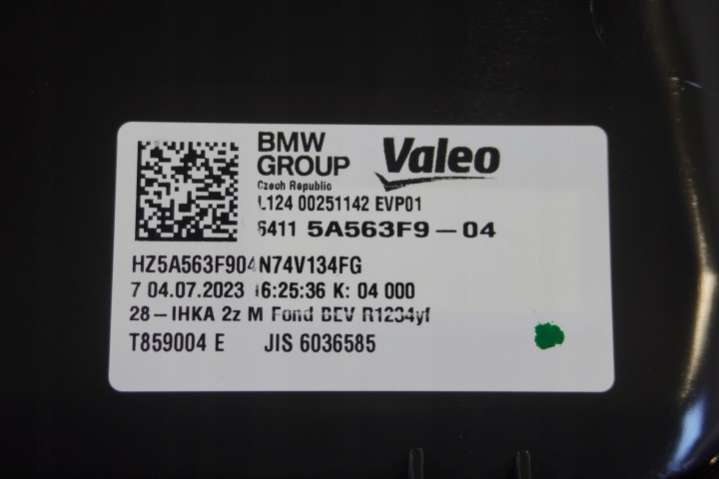 BMW GROUP Valeo
Czech Republic
L124 00251142 EVP01
6411 5A563F9-04
HZ5A563F904N74V134FG
7 04.07.2023 16:25:36 K: 04 000
28-IHKA 2z M Fond BEV R1234yf
T859004 E JIS 6036585